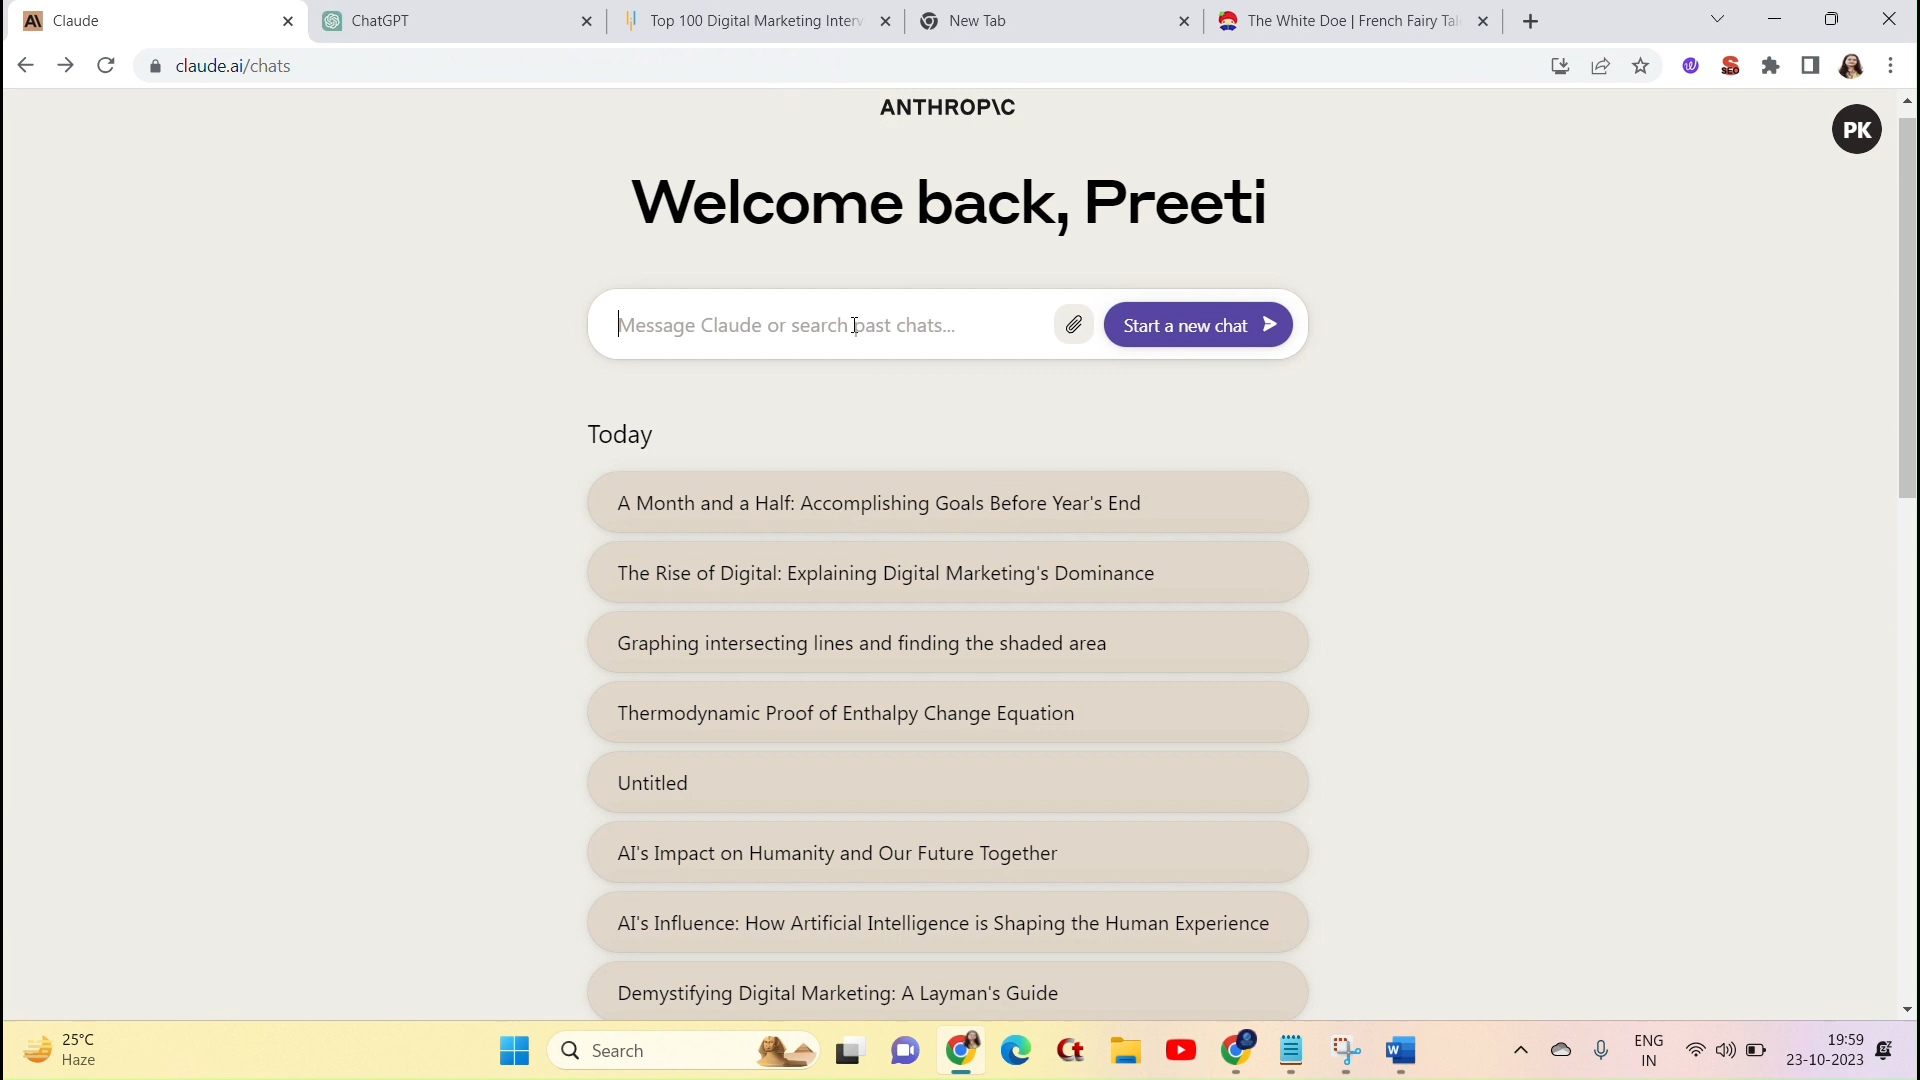 Claude
ChatGPT
Top 100 Digital Marketing Interv
New Tab
The White Doe | French Fairy Tal
claude.ai/chats
SEO
ANTHROP\C
PK
Welcome back, Preeti
Message Claude or search past chats...
Start a new chat
Today
A Month and a Half: Accomplishing Goals Before Year's End
The Rise of Digital: Explaining Digital Marketing's Dominance
Graphing intersecting lines and finding the shaded area
Thermodynamic Proof of Enthalpy Change Equation
Untitled
AI's Impact on Humanity and Our Future Together
AI's Influence: How Artificial Intelligence is Shaping the Human Experience
Demystifying Digital Marketing: A Layman's Guide
25°C
Haze
Search
Ct
ENG
IN
19:59
23-10-2023